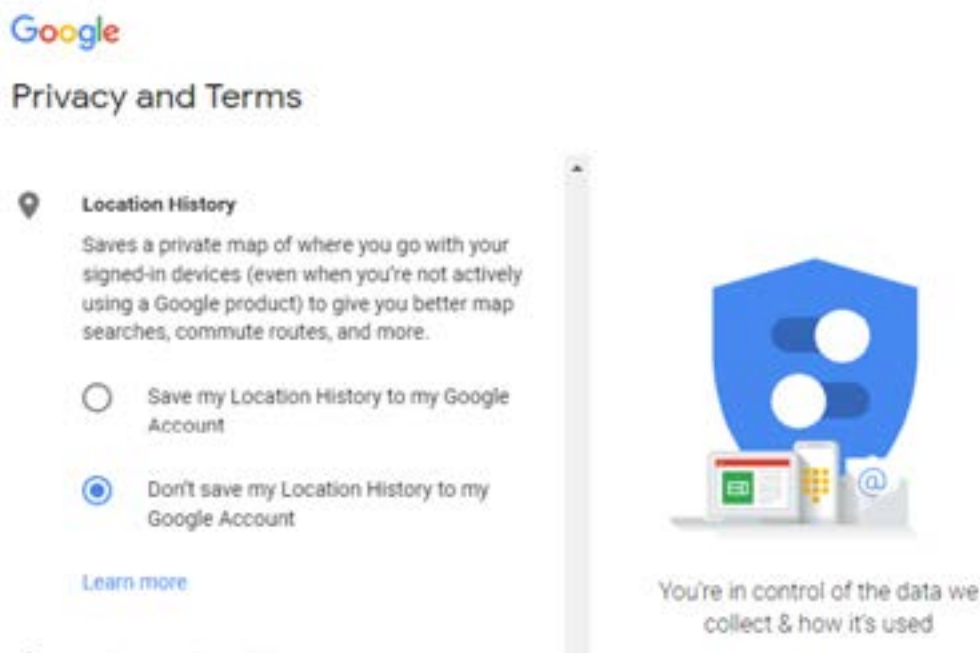 Google
Privacy and Terms
Location History
Saves a private map of where you go with your
signed-in devices (even when you're not actively
using a Google product) to give you better map
searches, commute routes, and more.
Save my Location History to my Google
Account
Don't save my Location History to my
Google Account
Learn more
@
You're in control of the data we
collect & how it's used